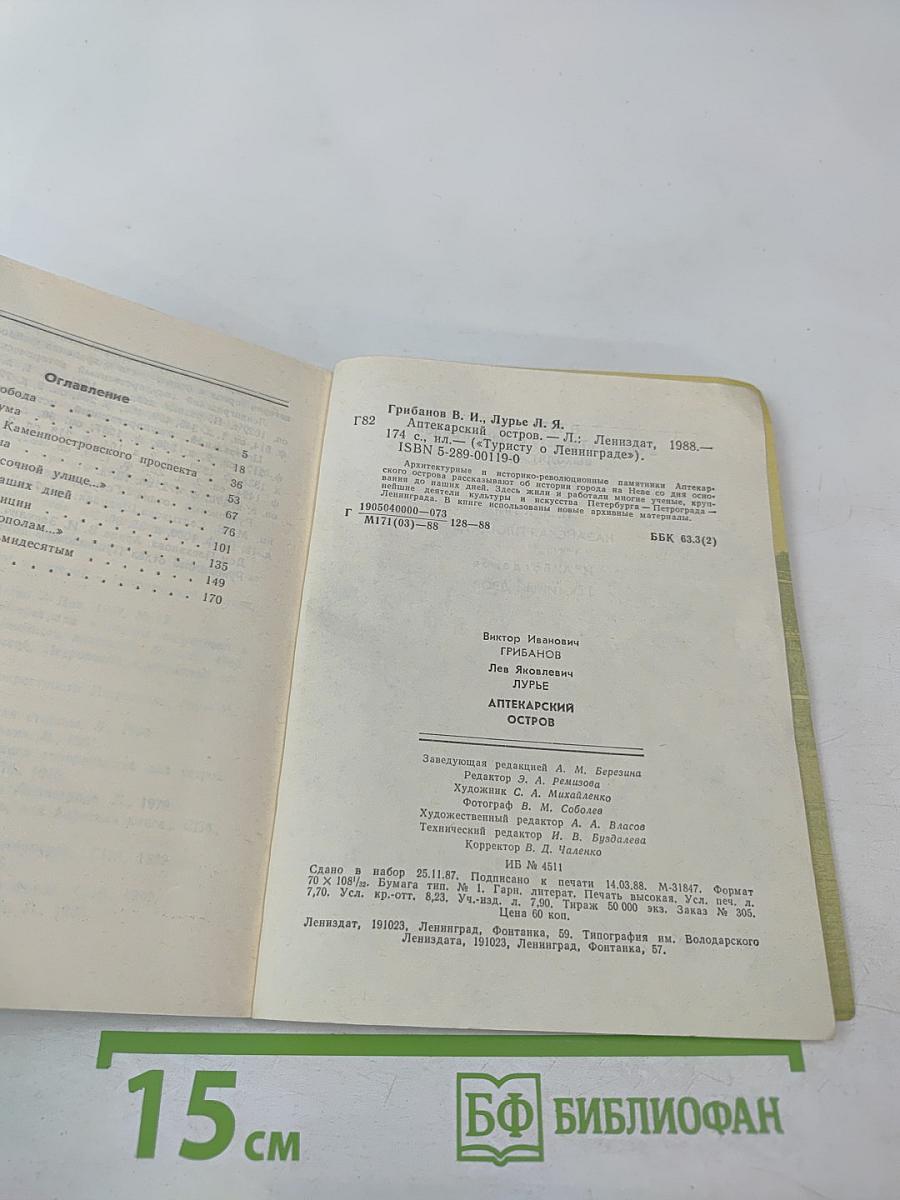 Оглавление
5
18
Каменноостровского проспекта 36
53
сочной улице...» 67
наших дней 76
101
135
149
170
Грибанов В. И., Лурье Л. Я.
Г82 Аптекарский остров. — Л.: Лениздат, 1988.—
174 с., ил.— («Туристу о Ленинграде»).
ISBN 5-289-00119-0
Архитектурные и историко-революционные памятники Аптекар-
ского острова рассказывают об истории города на Неве со дня осно-
вания до наших дней. Здесь жили и работали многие ученые, круп-
нейшие деятели культуры и искусства Петербурга — Петрограда —
Ленинграда. В книге использованы новые архивные материалы.
Г 1905040000—073
М171(03)—88 128—88
ББК 63.3(2)
Виктор Иванович
ГРИБАНОВ
Лев Яковлевич
ЛУРЬЕ
АПТЕКАРСКИЙ
ОСТРОВ
Заведующая редакцией А. М. Березина
Редактор Э. А. Ремизова
Художник С. А. Михайленко
Фотограф В. М. Соболев
Художественный редактор А. А. Власов
Технический редактор И. В. Буздалева
Корректор В. Д. Чаленко
ИБ № 4511
Сдано в набор 25.11.87. Подписано к печати 14.03.88. М-31847. Формат
70 × 108¹/₃₂. Бумага тип. № 1. Гарн. литерат. Печать высокая. Усл. печ. л.
7,70. Усл. кр.-отт. 8,23. Уч.-изд. л. 7,90. Тираж 50 000 экз. Заказ № 305.
Цена 60 коп.
Лениздат, 191023, Ленинград, Фонтанка, 59. Типография им. Володарского
Лениздата, 191023, Ленинград, Фонтанка, 57.
15 см
БФ БИБЛИОФАН